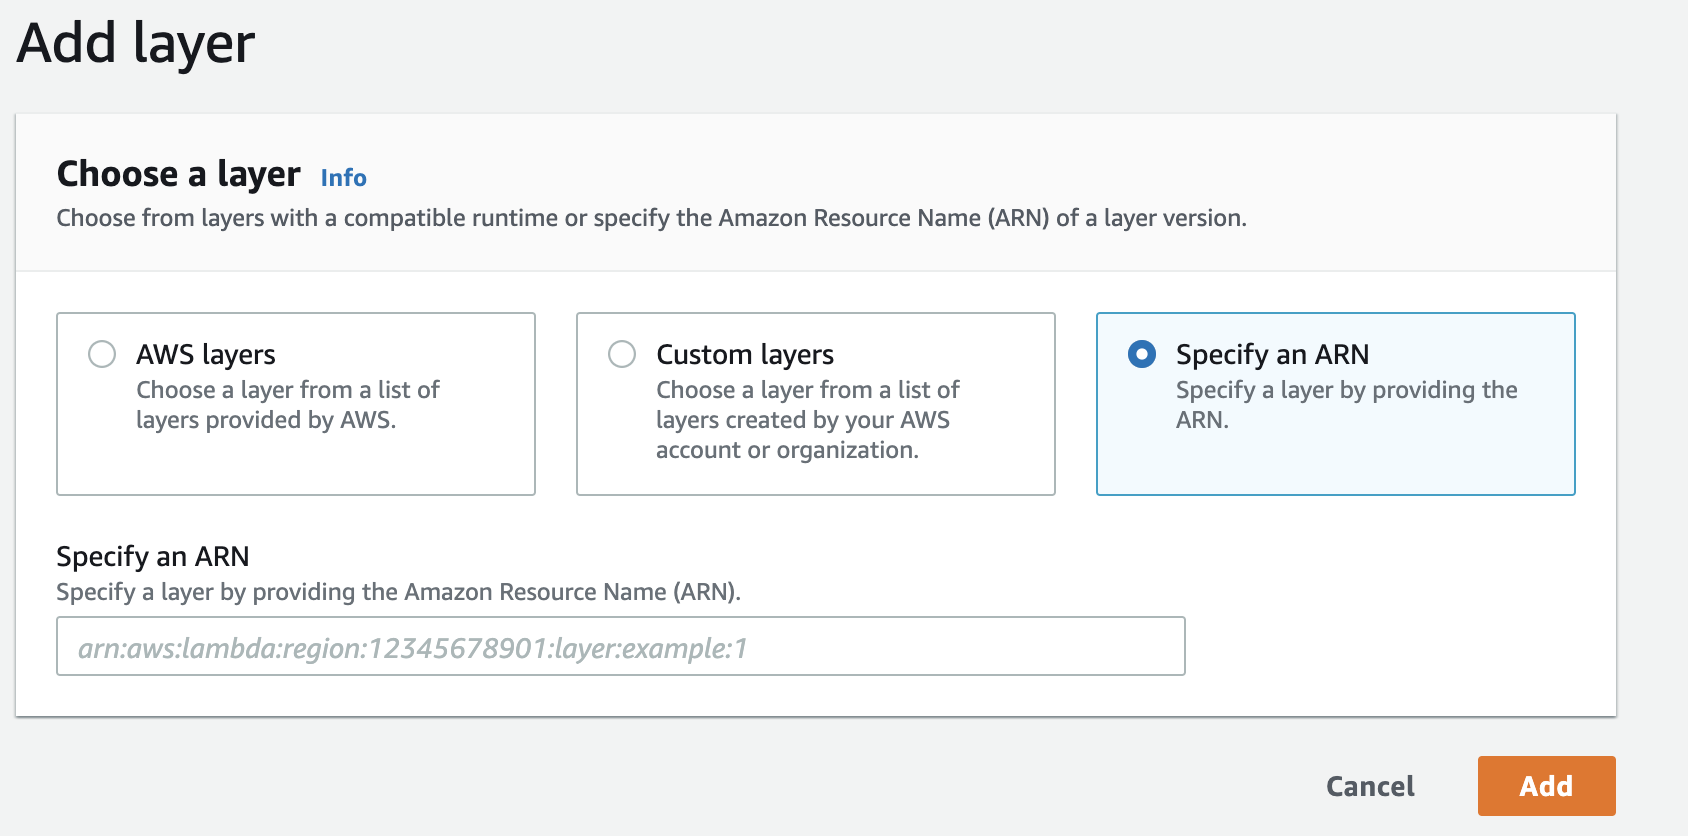 Add layer
Choose a layer Info
Choose from layers with a compatible runtime or specify the Amazon Resource Name (ARN) of a layer version.
AWS layers
Choose a layer from a list of
layers provided by AWS.
Custom layers
Choose a layer from a list of
layers created by your AWS
account or organization.
Specify an ARN
Specify a layer by providing the
ARN.
Specify an ARN
Specify a layer by providing the Amazon Resource Name (ARN).
arn:aws:lambda:region:12345678901:layer:example:1
Cancel Add